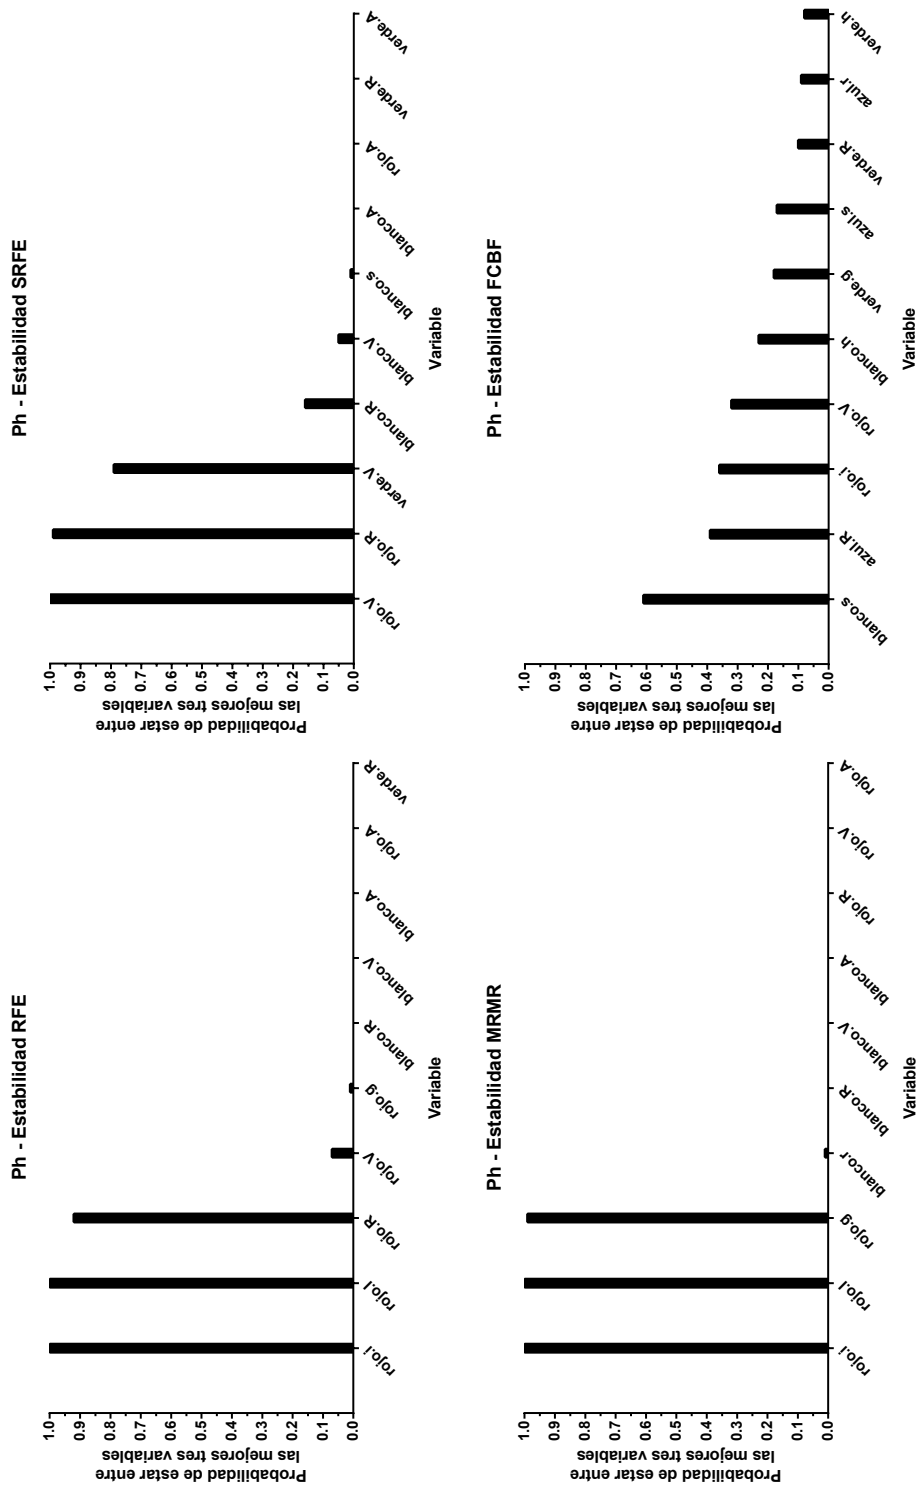 Ph - Estabilidad RFE
Probabilidad de estar entre
las mejores tres variables
1.0
0.9
0.8
0.7
0.6
0.5
0.4
0.3
0.2
0.1
0.0
rojo.i
rojo.l
rojo.R
rojo.V
rojo.g
blanco.R
blanco.V
blanco.A
rojo.A
verde.R
Variable
Ph - Estabilidad SRFE
Probabilidad de estar entre
las mejores tres variables
1.0
0.9
0.8
0.7
0.6
0.5
0.4
0.3
0.2
0.1
0.0
rojo.V
rojo.R
verde.V
blanco.R
blanco.V
blanco.s
blanco.A
rojo.A
verde.R
verde.A
Variable
Ph - Estabilidad MRMR
Probabilidad de estar entre
las mejores tres variables
1.0
0.9
0.8
0.7
0.6
0.5
0.4
0.3
0.2
0.1
0.0
rojo.i
rojo.l
rojo.g
blanco.r
blanco.R
blanco.V
blanco.A
rojo.R
rojo.V
rojo.A
Variable
Ph - Estabilidad FCBF
Probabilidad de estar entre
las mejores tres variables
1.0
0.9
0.8
0.7
0.6
0.5
0.4
0.3
0.2
0.1
0.0
blanco.s
azul.R
rojo.i
rojo.V
blanco.h
verde.g
azul.s
verde.R
azul.r
verde.h
Variable